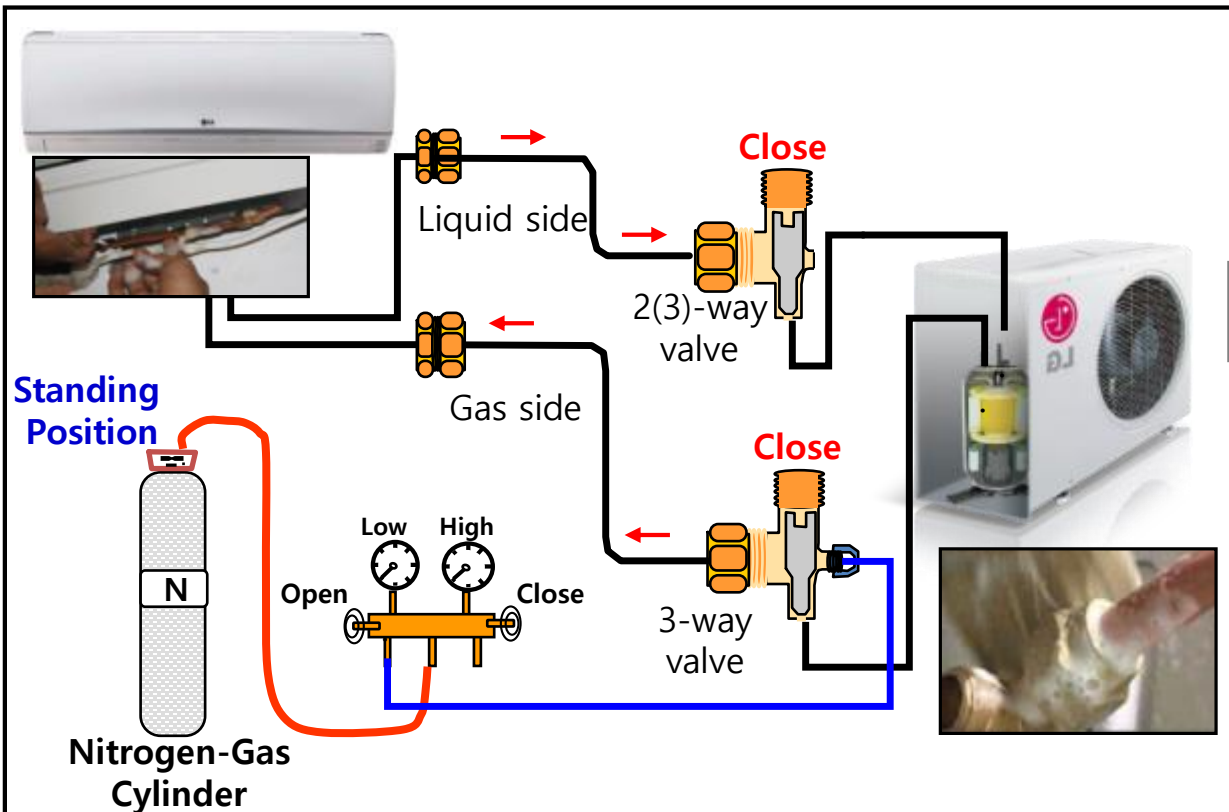 Close
Liquid side
2(3)-way
valve
LG
Standing
Position
Gas side
Close
Low
High
Open
Close
N
3-way
valve
Nitrogen-Gas
Cylinder